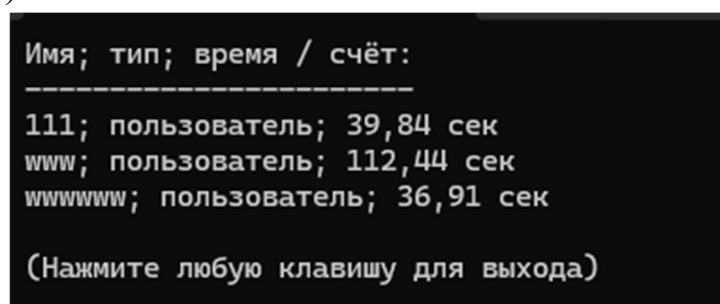 )
Имя; тип; время / счёт:
-----------------------
111; пользователь; 39,84 сек
www; пользователь; 112,44 сек
wwwwww; пользователь; 36,91 сек
(Нажмите любую клавишу для выхода)